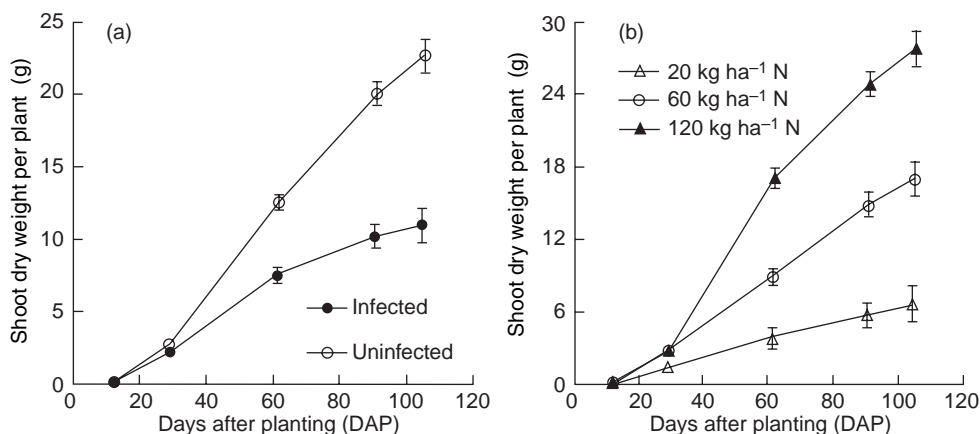 (a)
25
20
15
10
5
0
Shoot dry weight per plant (g)
Infected
Uninfected
0 20 40 60 80 100 120
Days after planting (DAP)
(b)
30
24
18
12
6
0
Shoot dry weight per plant (g)
20 kg ha⁻¹ N
60 kg ha⁻¹ N
120 kg ha⁻¹ N
0 20 40 60 80 100 120
Days after planting (DAP)